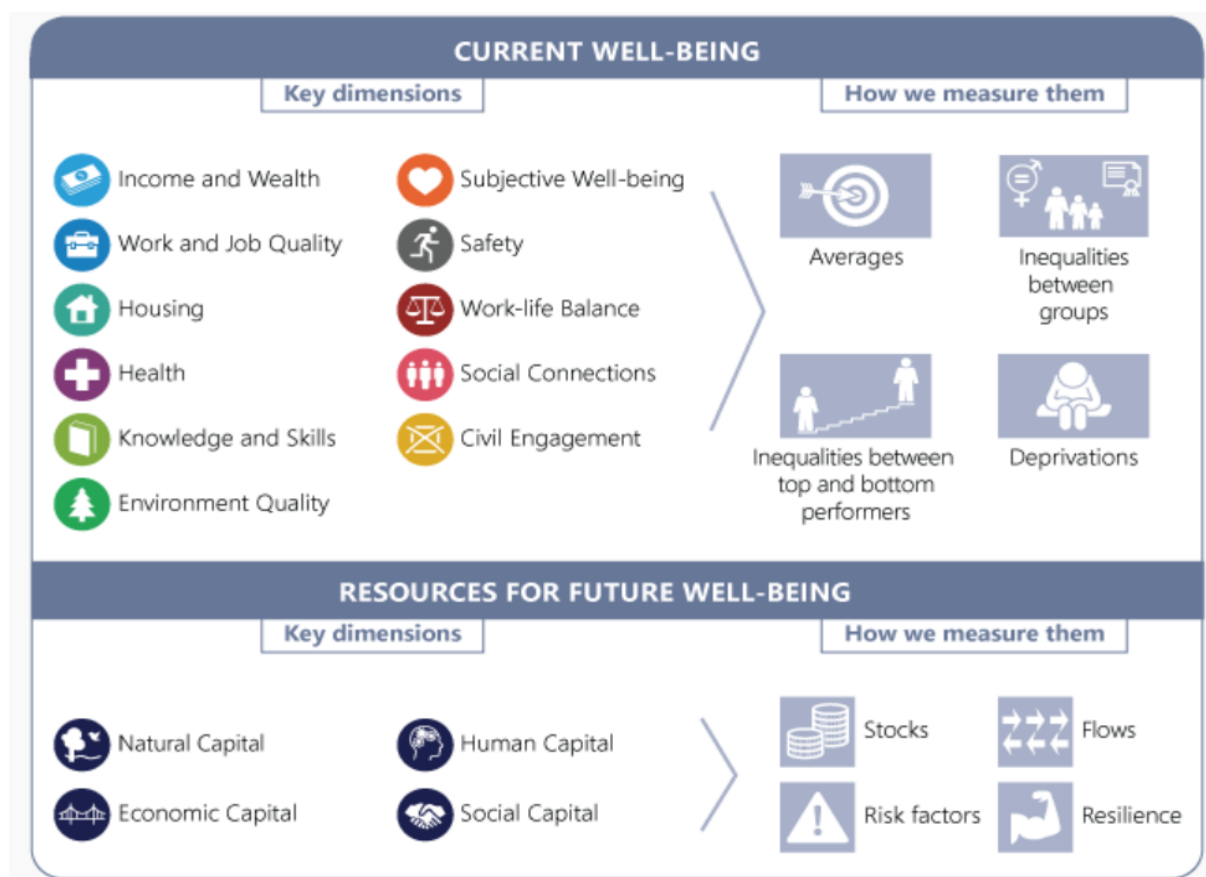 CURRENT WELL-BEING
Key dimensions
How we measure them
Income and Wealth
Work and Job Quality
Housing
Health
Knowledge and Skills
Environment Quality
Subjective Well-being
Safety
Work-life Balance
Social Connections
Civil Engagement
Averages
Inequalities
between
groups
Inequalities between
top and bottom
performers
Deprivations
RESOURCES FOR FUTURE WELL-BEING
Key dimensions
How we measure them
Natural Capital
Economic Capital
Human Capital
Social Capital
Stocks
Flows
Risk factors
Resilience